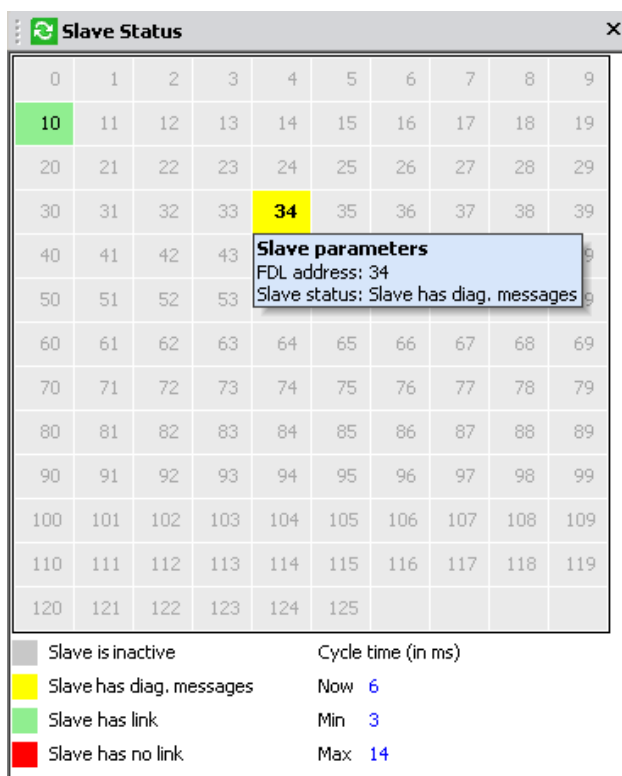 Slave Status
0 1 2 3 4 5 6 7 8 9
10 11 12 13 14 15 16 17 18 19
20 21 22 23 24 25 26 27 28 29
30 31 32 33 34 35 36 37 38 39
40 41 42 43 9
Slave parameters
FDL address: 34
50 51 52 53 9
Slave status: Slave has diag. messages
60 61 62 63 64 65 66 67 68 69
70 71 72 73 74 75 76 77 78 79
80 81 82 83 84 85 86 87 88 89
90 91 92 93 94 95 96 97 98 99
100 101 102 103 104 105 106 107 108 109
110 111 112 113 114 115 116 117 118 119
120 121 122 123 124 125
Slave is inactive Cycle time (in ms)
Slave has diag. messages Now 6
Slave has link Min 3
Slave has no link Max 14